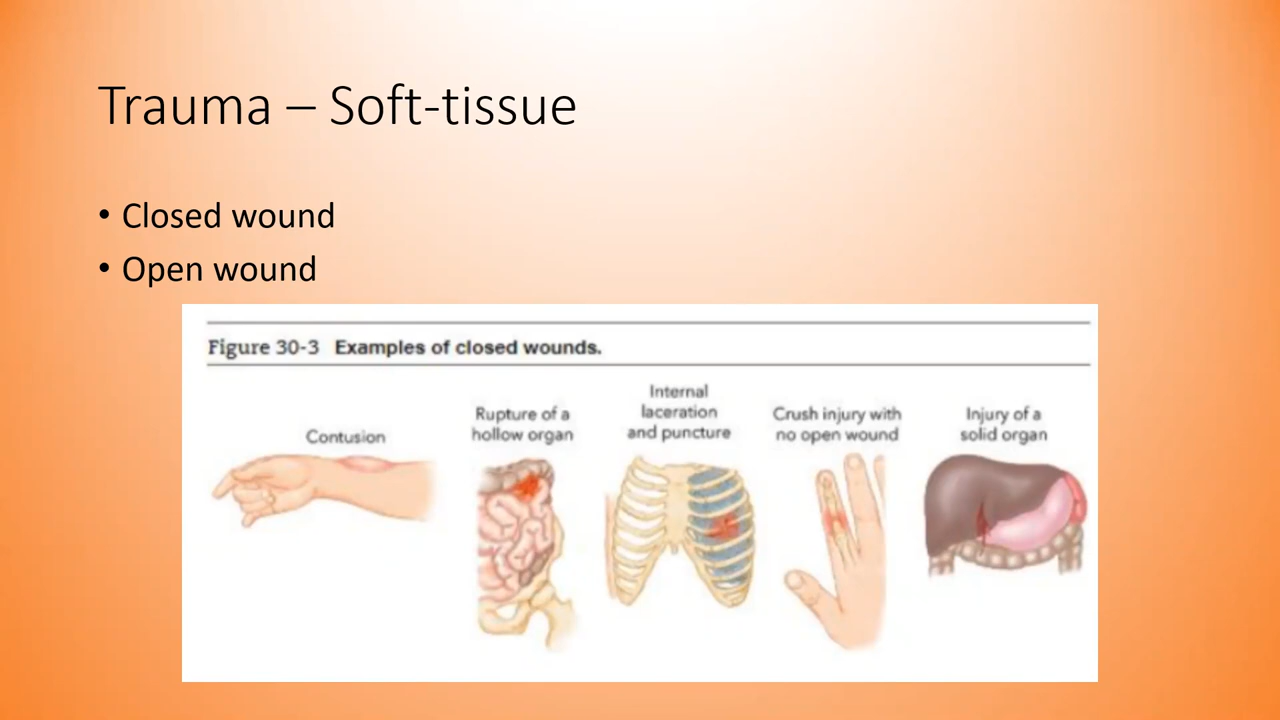 Trauma – Soft-tissue
• Closed wound
• Open wound
Figure 30-3 Examples of closed wounds.
Contusion
Rupture of a
hollow organ
Internal
laceration
and puncture
Crush injury with
no open wound
Injury of a
solid organ